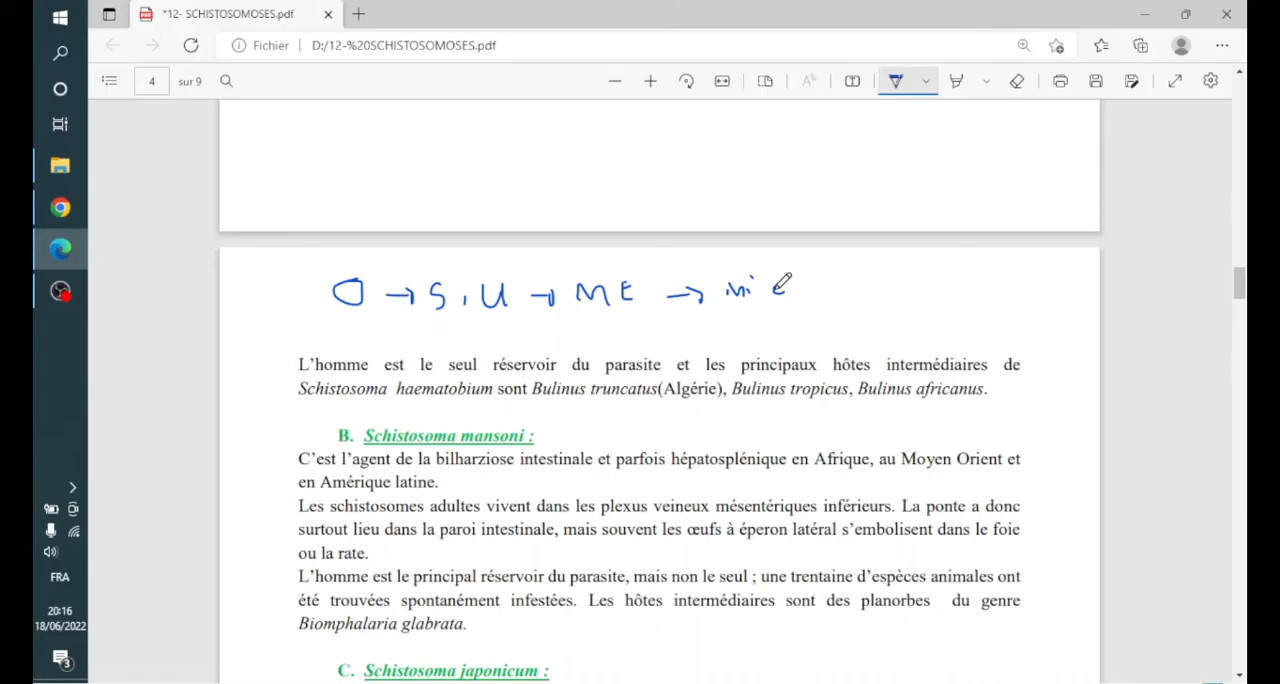 *12- SCHISTOSOMOSES.pdf
Fichier D:/12-%20SCHISTOSOMOSES.pdf
4 sur 9
O → S, U → ME → mi
L'homme est le seul réservoir du parasite et les principaux hôtes intermédiaires de
Schistosoma haematobium sont Bulinus truncatus(Algérie), Bulinus tropicus, Bulinus africanus.
B. Schistosoma mansoni :
C'est l'agent de la bilharziose intestinale et parfois hépatosplénique en Afrique, au Moyen Orient et
en Amérique latine.
Les schistosomes adultes vivent dans les plexus veineux mésentériques inférieurs. La ponte a donc
surtout lieu dans la paroi intestinale, mais souvent les œufs à éperon latéral s'embolisent dans le foie
ou la rate.
L'homme est le principal réservoir du parasite, mais non le seul ; une trentaine d'espèces animales ont
été trouvées spontanément infestées. Les hôtes intermédiaires sont des planorbes du genre
Biomphalaria glabrata.
C. Schistosoma japonicum :
FRA
20:16
18/06/2022
3